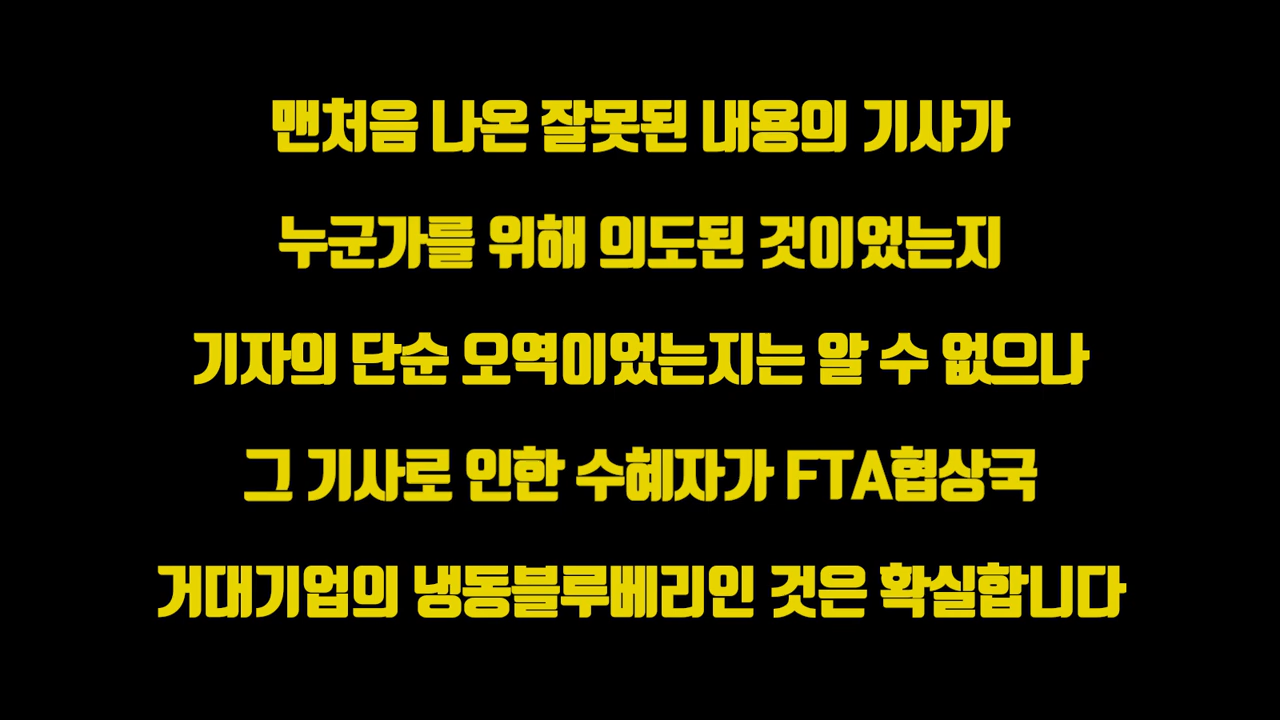 맨처음 나온 잘못된 내용의 기사가
누군가를 위해 의도된 것이었는지
기자의 단순 오역이었는지는 알 수 없으나
그 기사로 인한 수혜자가 FTA협상국
거대기업의 냉동블루베리인 것은 확실합니다